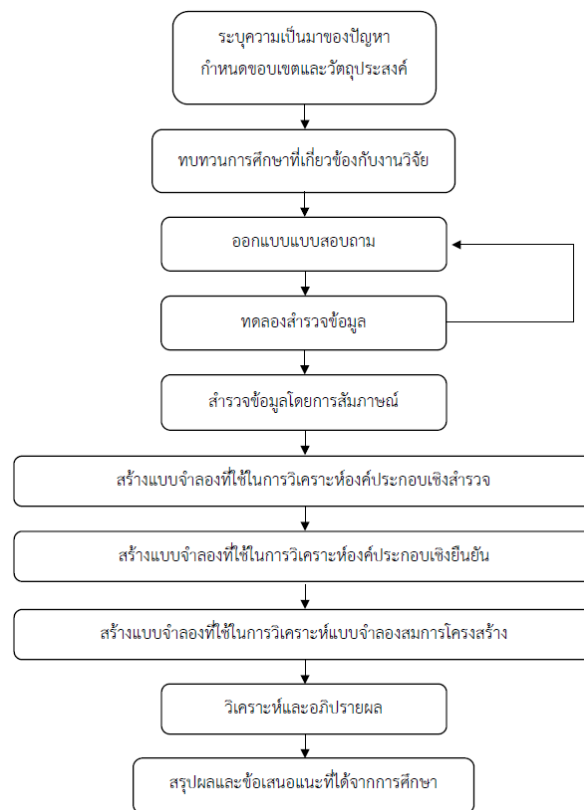 ระบุความเป็นมาของปัญหา
กำหนดขอบเขตและวัตถุประสงค์
ทบทวนการศึกษาที่เกี่ยวข้องกับงานวิจัย
ออกแบบแบบสอบถาม
ทดลองสำรวจข้อมูล
สำรวจข้อมูลโดยการสัมภาษณ์
สร้างแบบจำลองที่ใช้ในการวิเคราะห์องค์ประกอบเชิงสำรวจ
สร้างแบบจำลองที่ใช้ในการวิเคราะห์องค์ประกอบเชิงยืนยัน
สร้างแบบจำลองที่ใช้ในการวิเคราะห์แบบจำลองสมการโครงสร้าง
วิเคราะห์และอภิปรายผล
สรุปผลและข้อเสนอแนะที่ได้จากการศึกษา